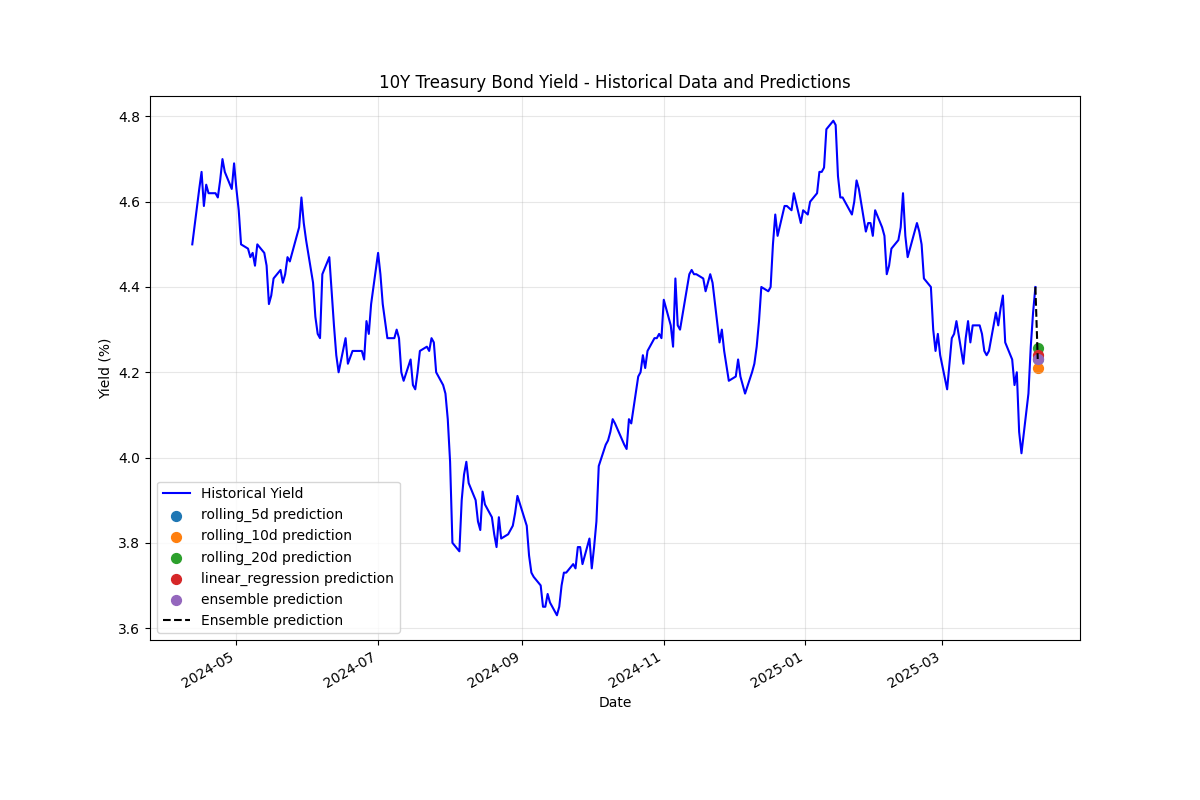 10Y Treasury Bond Yield - Historical Data and Predictions
Yield (%)
4.8
4.6
4.4
4.2
4.0
3.8
3.6
Historical Yield
rolling_5d prediction
rolling_10d prediction
rolling_20d prediction
linear_regression prediction
ensemble prediction
Ensemble prediction
2024-05
2024-07
2024-09
2024-11
2025-01
2025-03
Date